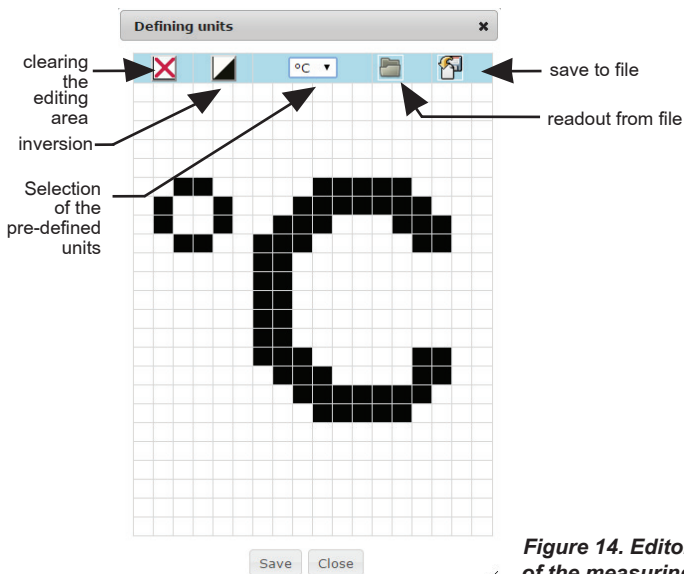 Defining units
clearing
the
editing
area
inversion
Selection
of the
pre-defined
units
°C
save to file
readout from file
Save Close
Figure 14. Edito
of the measurin